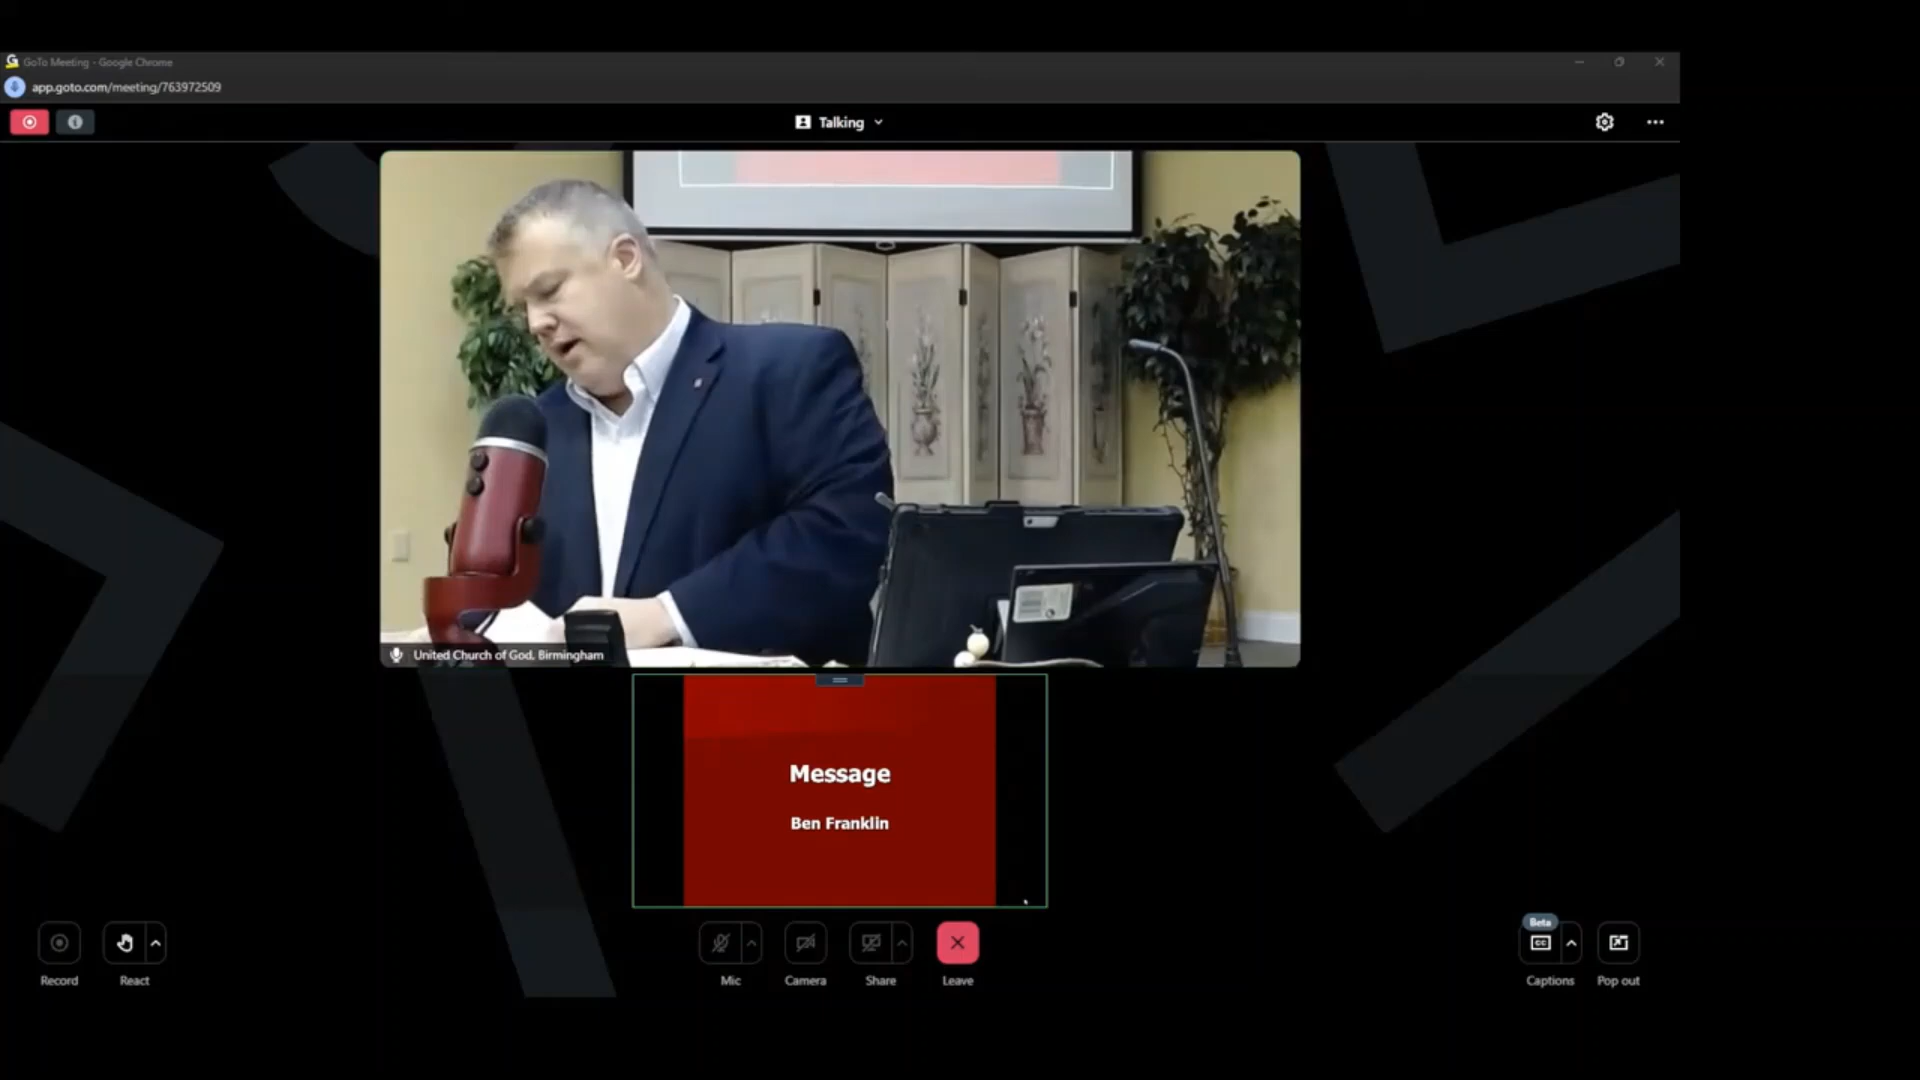 GoTo Meeting - Google Chrome
app.goto.com/meeting/763972509
Talking
United Church of God, Birmingham
Message
Ben Franklin
Record
React
Mic
Camera
Share
Leave
Beta
CC
Captions
Pop out